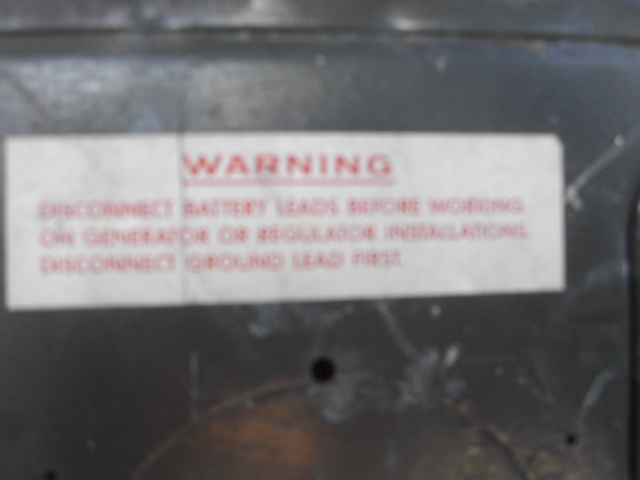 WARNING
DISCONNECT BATTERY LEADS BEFORE WORKING
ON GENERATOR OR REGULATOR INSTALLATIONS.
DISCONNECT GROUND LEAD FIRST.